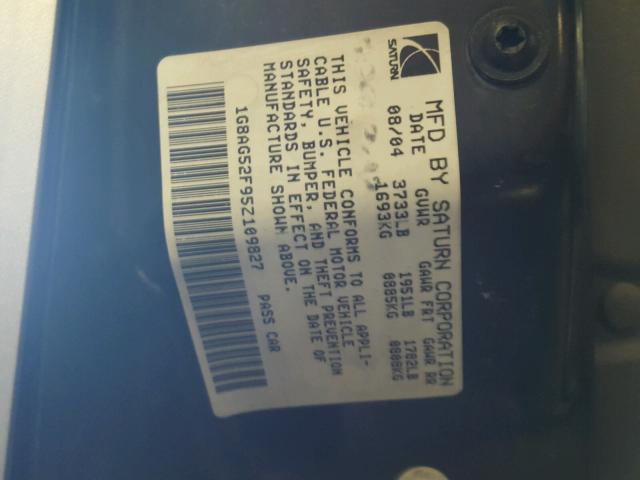 SATURN
MFD BY SATURN CORPORATION
DATE GVWR GAWR FRT GAWR RR
08/04 3733LB 1951LB 1782LB
1693KG 0885KG 0808KG
THIS VEHICLE CONFORMS TO ALL APPLI-
CABLE U.S. FEDERAL MOTOR VEHICLE
SAFETY, BUMPER, AND THEFT PREVENTION
STANDARDS IN EFFECT ON THE DATE OF
MANUFACTURE SHOWN ABOVE.
1G8AG52F95Z109827 PASS CAR